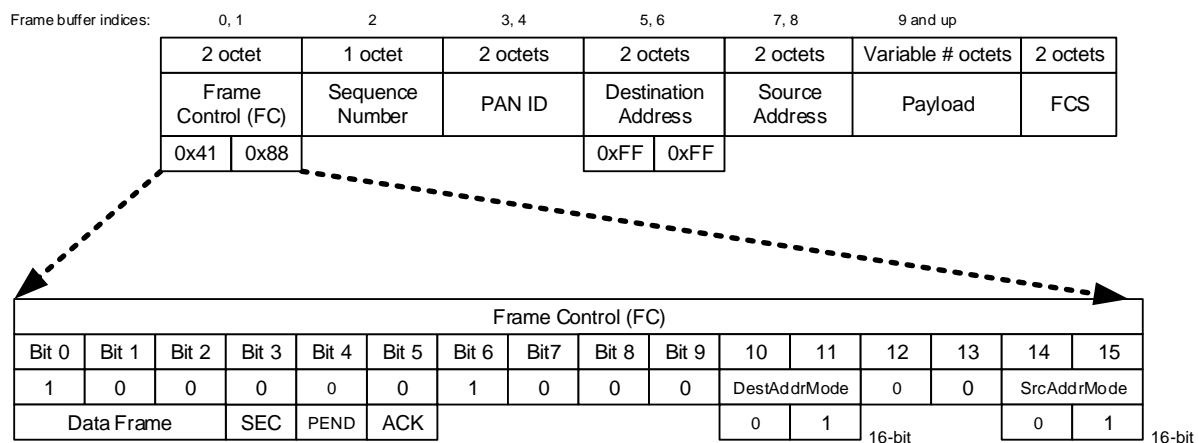 Frame buffer indices: 0, 1 2 3, 4 5, 6 7, 8 9 and up
2 octet 1 octet 2 octets 2 octets 2 octets Variable # octets 2 octets
Frame Control (FC) Sequence Number PAN ID Destination Address Source Address Payload FCS
0x41 0x88 0xFF 0xFF
Frame Control (FC)
Bit 0 Bit 1 Bit 2 Bit 3 Bit 4 Bit 5 Bit 6 Bit7 Bit 8 Bit 9 10 11 12 13 14 15
1 0 0 0 0 0 1 0 0 0 DestAddrMode 0 0 SrcAddrMode
Data Frame SEC PEND ACK 0 1 16-bit 0 1 16-bit